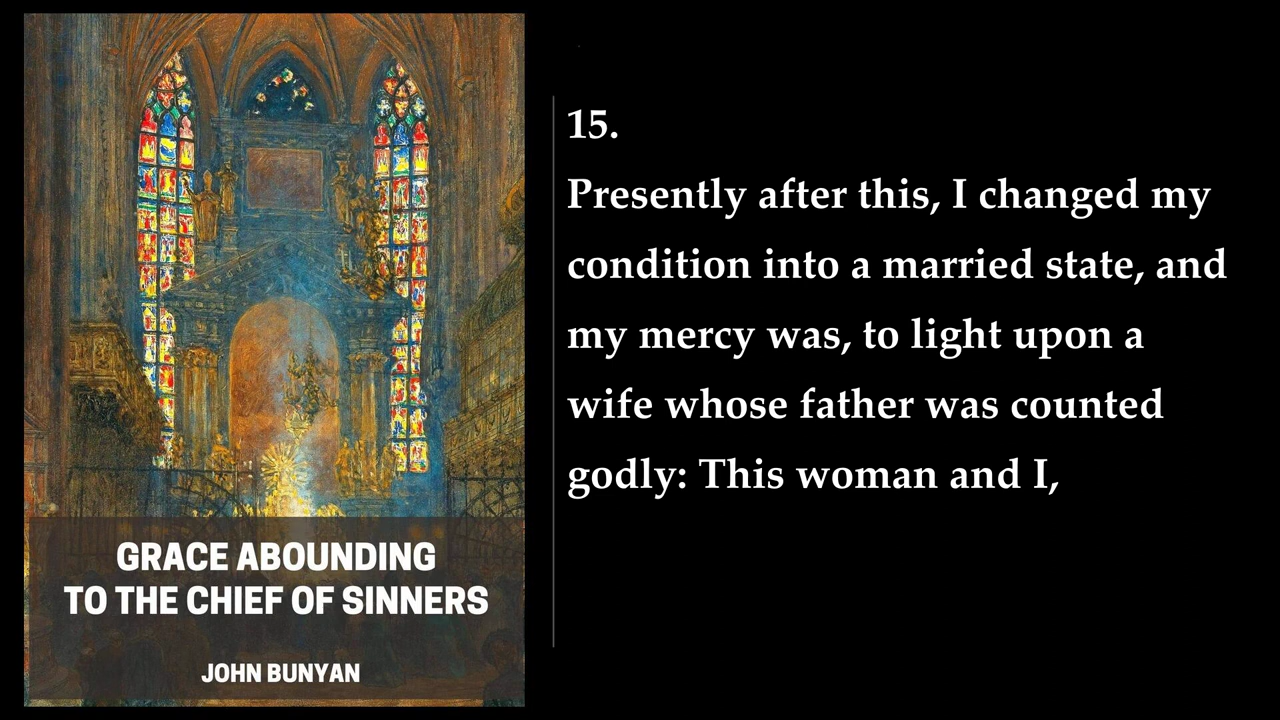 GRACE ABOUNDING
TO THE CHIEF OF SINNERS
JOHN BUNYAN
15.
Presently after this, I changed my
condition into a married state, and
my mercy was, to light upon a
wife whose father was counted
godly: This woman and I,